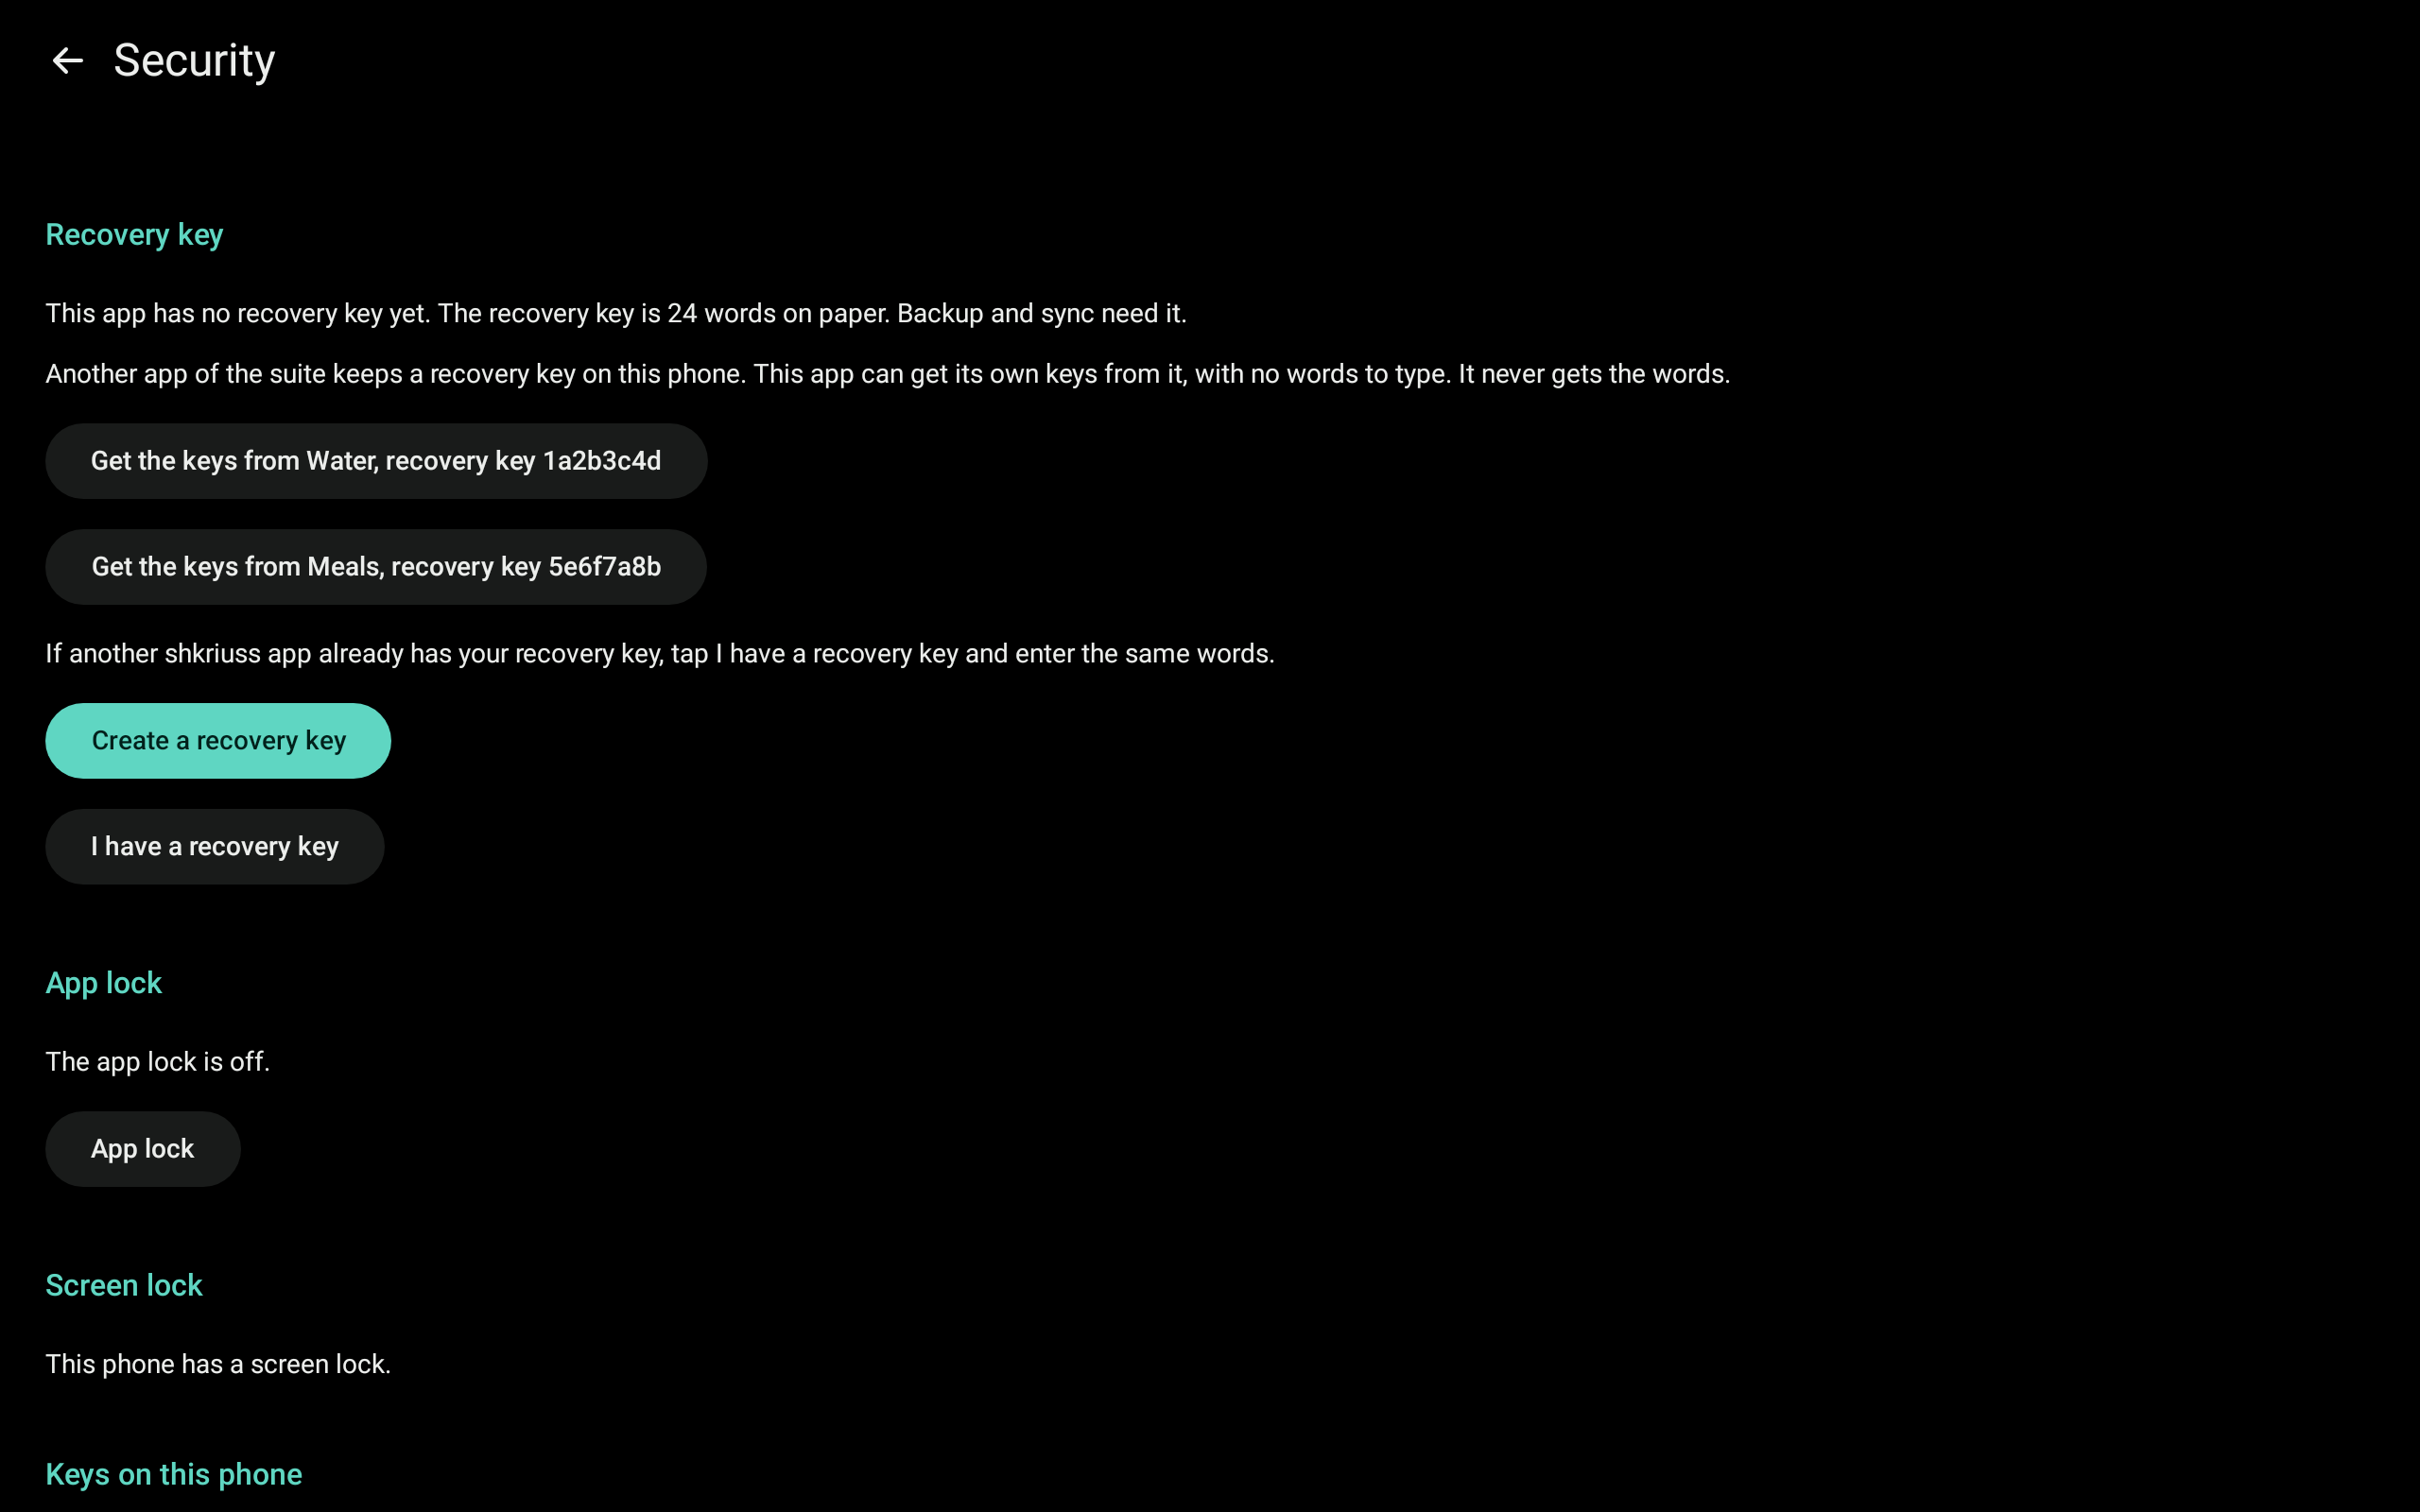 Security
Recovery key
This app has no recovery key yet. The recovery key is 24 words on paper. Backup and sync need it.
Another app of the suite keeps a recovery key on this phone. This app can get its own keys from it, with no words to type. It never gets the words.
Get the keys from Water, recovery key 1a2b3c4d
Get the keys from Meals, recovery key 5e6f7a8b
If another shkriuss app already has your recovery key, tap I have a recovery key and enter the same words.
Create a recovery key
I have a recovery key
App lock
The app lock is off.
App lock
Screen lock
This phone has a screen lock.
Keys on this phone